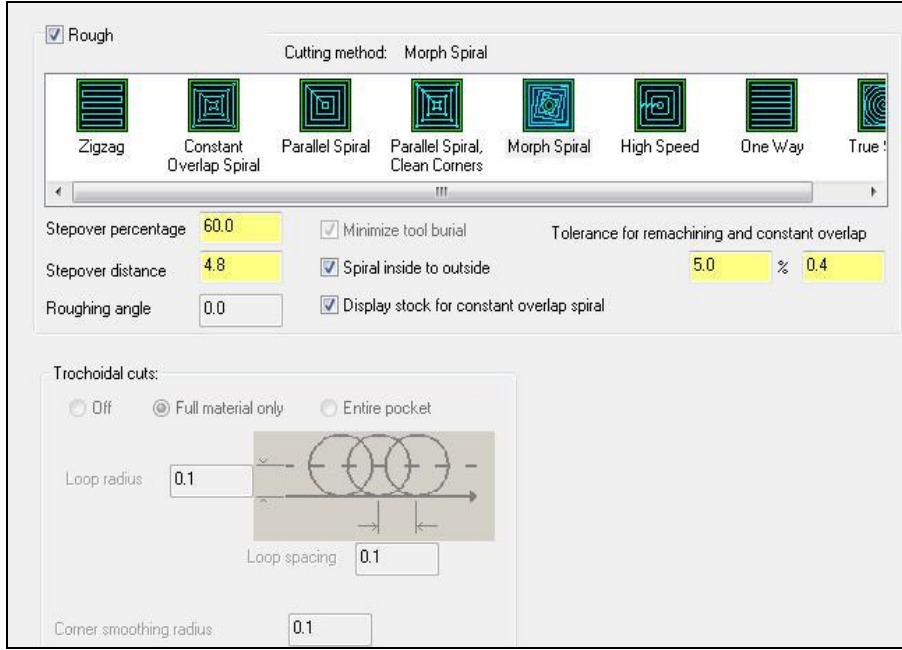 Rough
Cutting method: Morph Spiral
Zigzag
Constant Overlap Spiral
Parallel Spiral
Parallel Spiral, Clean Corners
Morph Spiral
High Speed
One Way
True
Stepover percentage 60.0
Minimize tool burial
Tolerance for remachining and constant overlap
Stepover distance 4.8
Spiral inside to outside
5.0 % 0.4
Roughing angle 0.0
Display stock for constant overlap spiral
Trochoidal cuts:
Off
Full material only
Entire pocket
Loop radius 0.1
Loop spacing 0.1
Corner smoothing radius 0.1